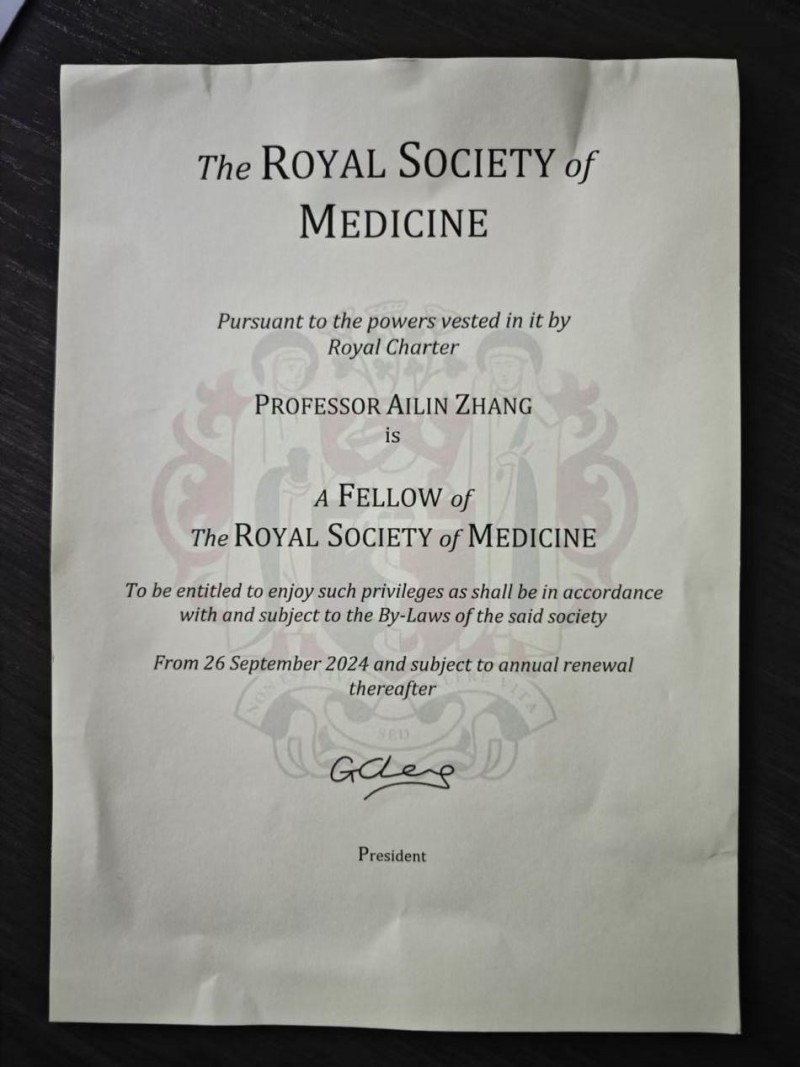 The ROYAL SOCIETY of
MEDICINE
Pursuant to the powers vested in it by
Royal Charter
PROFESSOR AILIN ZHANG
is
A FELLOW of
The ROYAL SOCIETY of MEDICINE
To be entitled to enjoy such privileges as shall be in accordance
with and subject to the By-Laws of the said society
From 26 September 2024 and subject to annual renewal
thereafter
NON VITA
SED
President